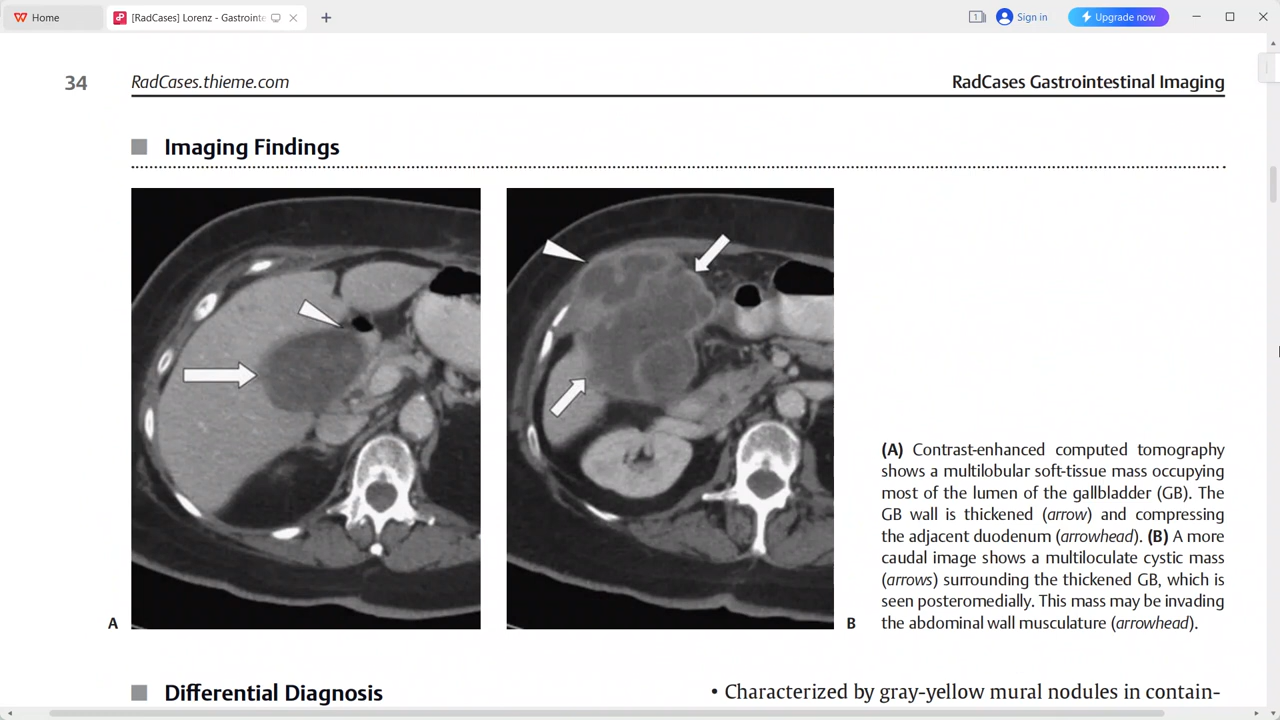 Home
[RadCases] Lorenz - Gastrointe
1
Sign in
Upgrade now
34
RadCases.thieme.com
RadCases Gastrointestinal Imaging
Imaging Findings
(A) Contrast-enhanced computed tomography
shows a multilobular soft-tissue mass occupying
most of the lumen of the gallbladder (GB). The
GB wall is thickened (arrow) and compressing
the adjacent duodenum (arrowhead). (B) A more
caudal image shows a multiloculate cystic mass
(arrows) surrounding the thickened GB, which is
seen posteromedially. This mass may be invading
the abdominal wall musculature (arrowhead).
A
B
Differential Diagnosis
• Characterized by gray-yellow mural nodules in contain-